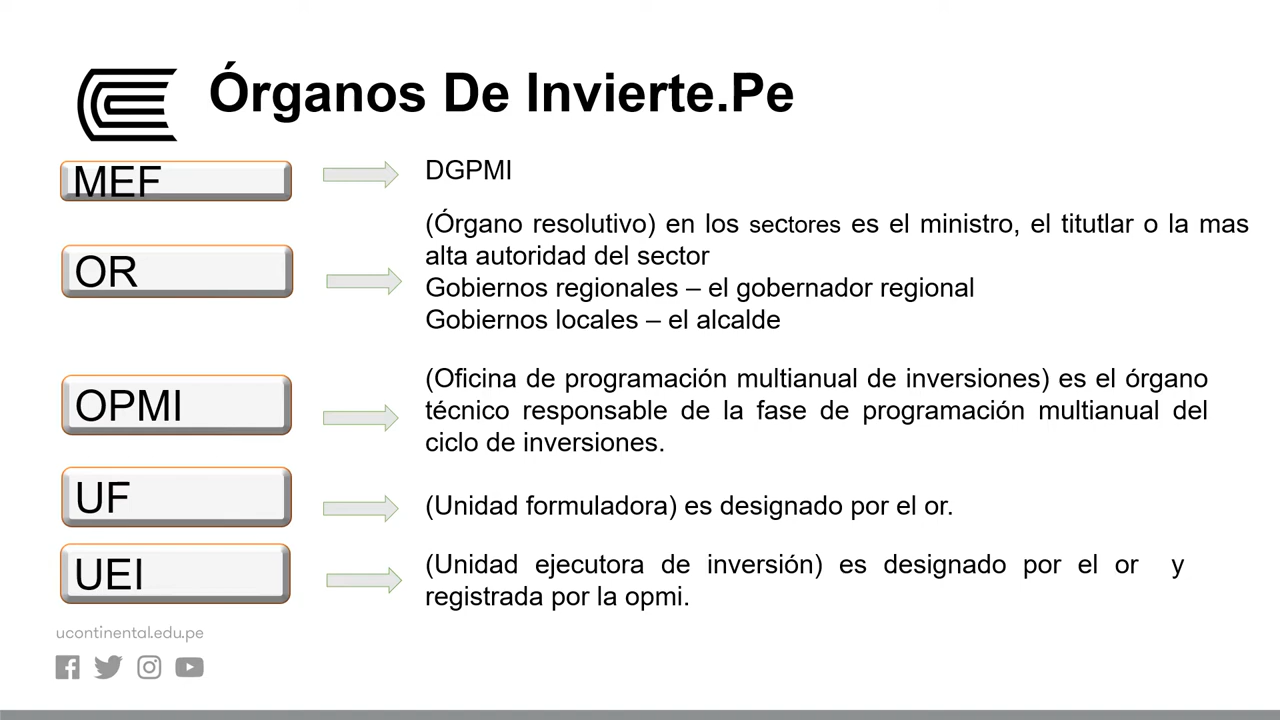 Órganos De Invierte.Pe
MEF
DGPMI
OR
(Órgano resolutivo) en los sectores es el ministro, el titutlar o la mas
alta autoridad del sector
Gobiernos regionales – el gobernador regional
Gobiernos locales – el alcalde
OPMI
(Oficina de programación multianual de inversiones) es el órgano
técnico responsable de la fase de programación multianual del
ciclo de inversiones.
UF
(Unidad formuladora) es designado por el or.
UEI
(Unidad ejecutora de inversión) es designado por el or y
registrada por la opmi.
ucontinental.edu.pe